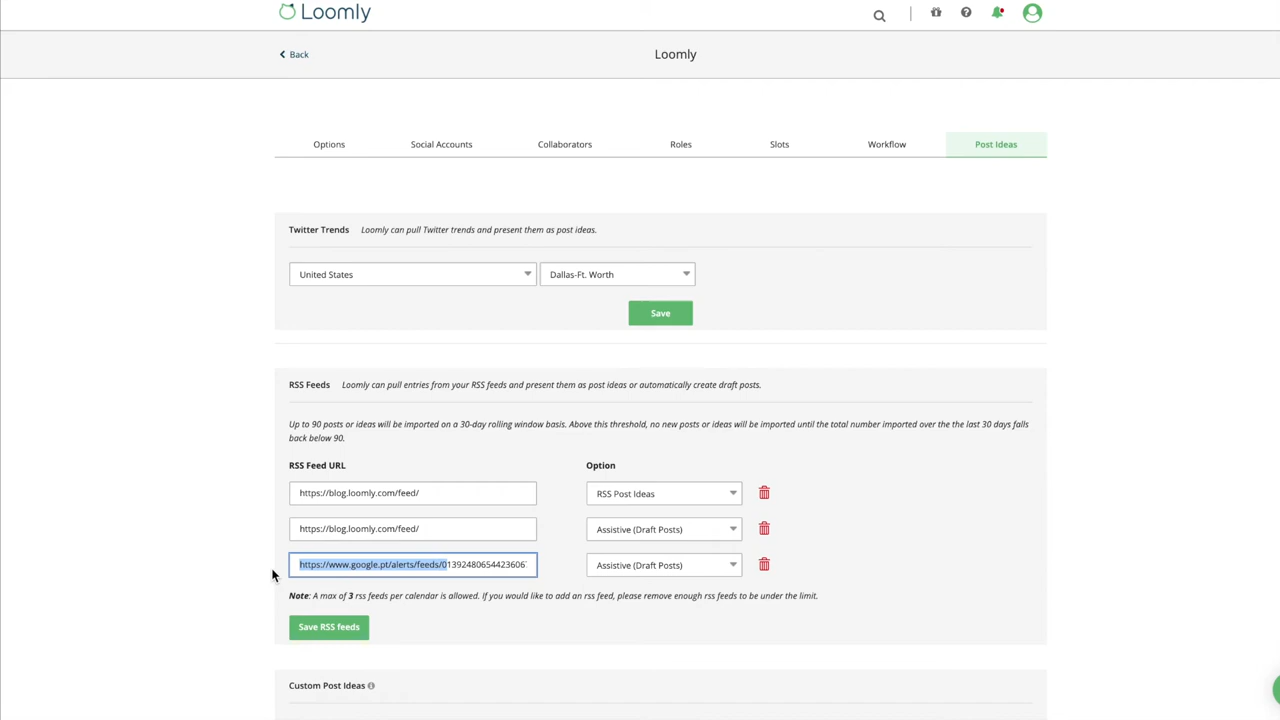 Loomly
Back
Loomly
Options
Social Accounts
Collaborators
Roles
Slots
Workflow
Post Ideas
Twitter Trends Loomly can pull Twitter trends and present them as post ideas.
United States
Dallas-Ft. Worth
Save
RSS Feeds Loomly can pull entries from your RSS feeds and present them as post ideas or automatically create draft posts.
Up to 90 posts or ideas will be imported on a 30-day rolling window basis. Above this threshold, no new posts or ideas will be imported until the total number imported over the the last 30 days falls
back below 90.
RSS Feed URL
Option
https://blog.loomly.com/feed/
RSS Post Ideas
https://blog.loomly.com/feed/
Assistive (Draft Posts)
https://www.google.pt/alerts/feeds/01392480654423606
Assistive (Draft Posts)
Note: A max of 3 rss feeds per calendar is allowed. If you would like to add an rss feed, please remove enough rss feeds to be under the limit.
Save RSS feeds
Custom Post Ideas